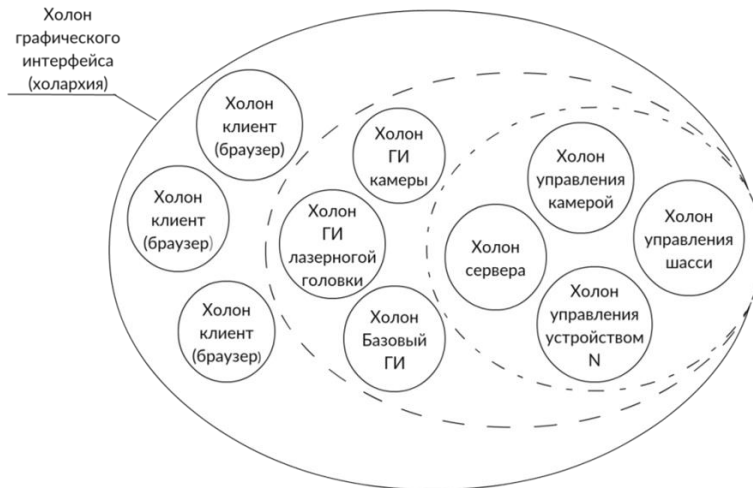 Холон
графического
интерфейса
(холархия)
Холон
клиент
(браузер)
Холон
клиент
(браузер)
Холон
клиент
(браузер)
Холон
ГИ
камеры
Холон
ГИ
лазерногой
головки
Холон
Базовый
ГИ
Холон
сервера
Холон
управления
камерой
Холон
управления
устройством
N
Холон
управления
шасси